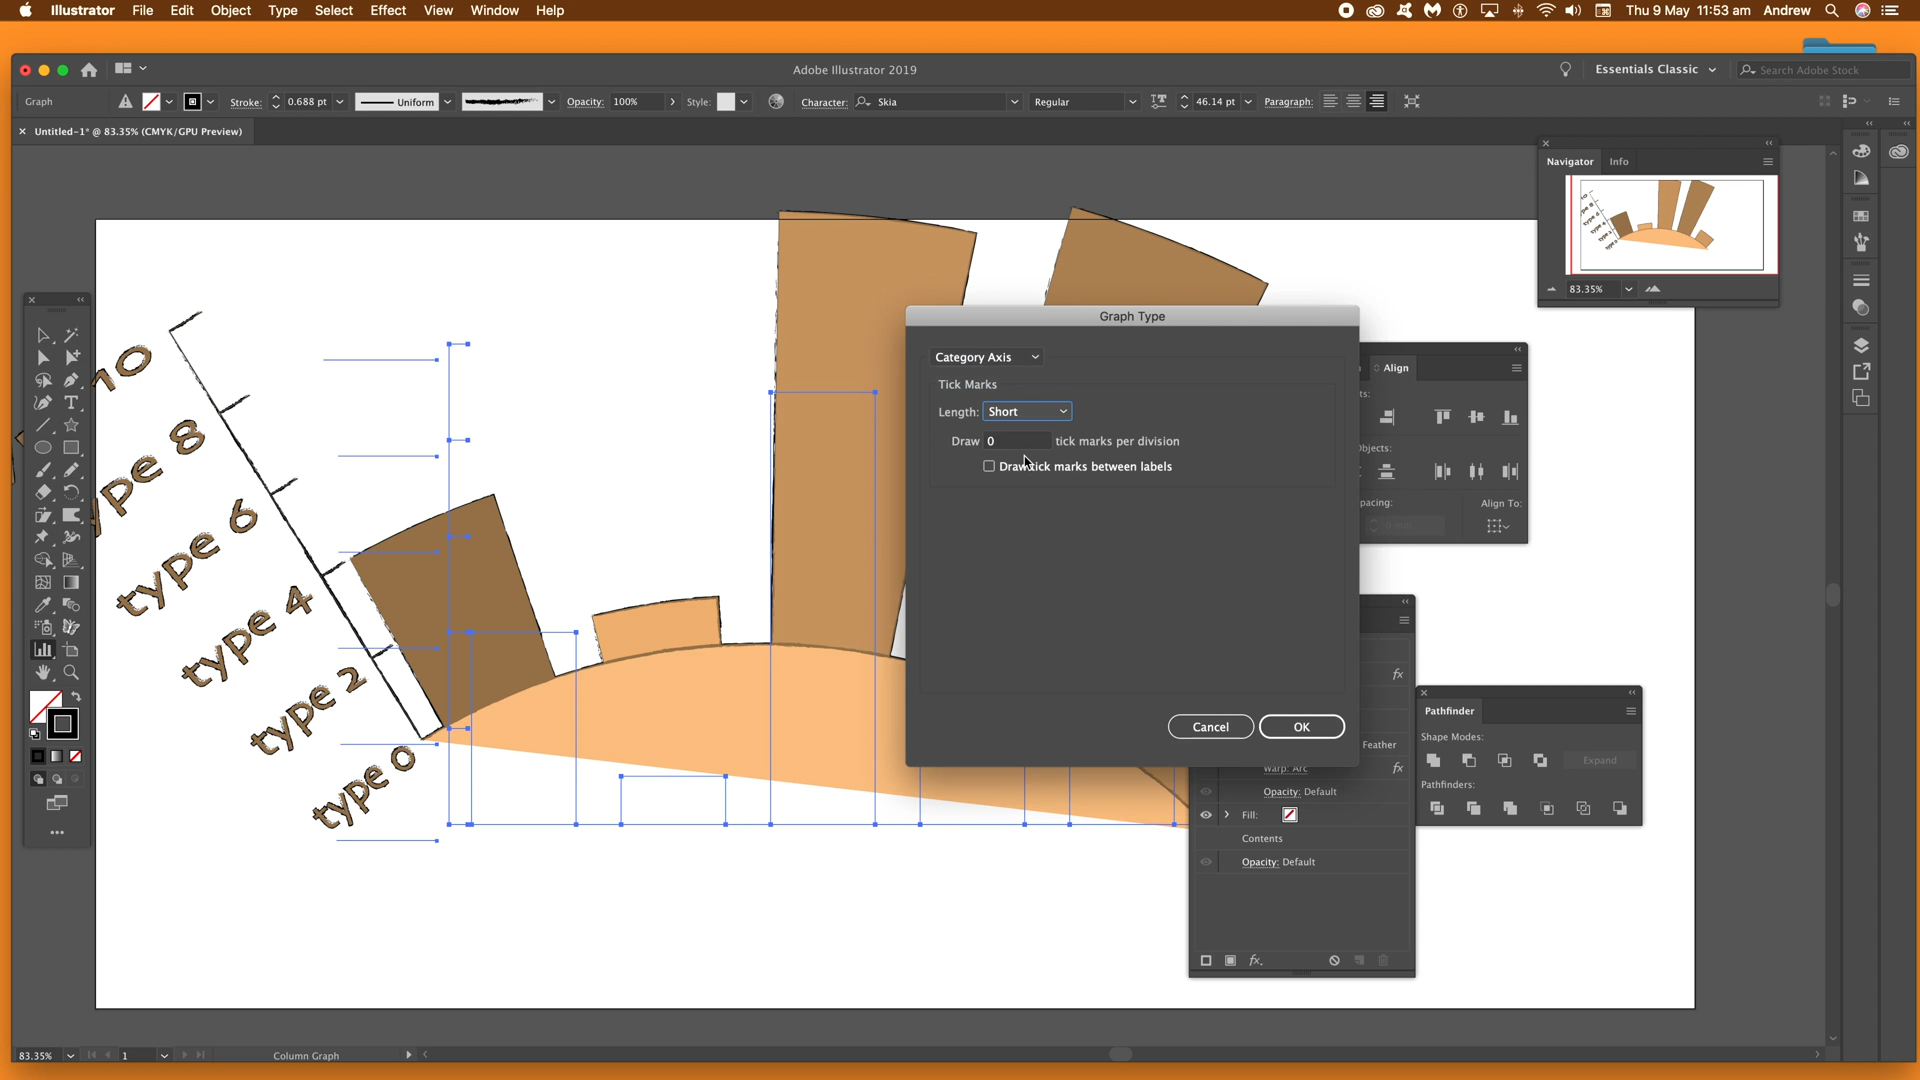 Illustrator File Edit Object Type Select Effect View Window Help Thu 9 May 11:53 am Andrew
Adobe Illustrator 2019 Essentials Classic Search Adobe Stock
Graph Stroke: 0.688 pt Uniform Opacity: 100% Style: Character: Skia Regular 46.14 pt Paragraph:
Untitled-1* @ 83.35% (CMYK/GPU Preview)
Navigator Info
83.35%
Graph Type
Category Axis
Align
Tick Marks
Length: Short
Draw 0 tick marks per division
Draw tick marks between labels
Spacing: Align To:
10
type 8
type 6
type 4
type 2
type 0
Cancel OK
Pathfinder
Shape Modes:
Expand
Pathfinders:
Feather
Warp: Arc
Opacity: Default
Fill:
Contents
Opacity: Default
83.35% 1 Column Graph